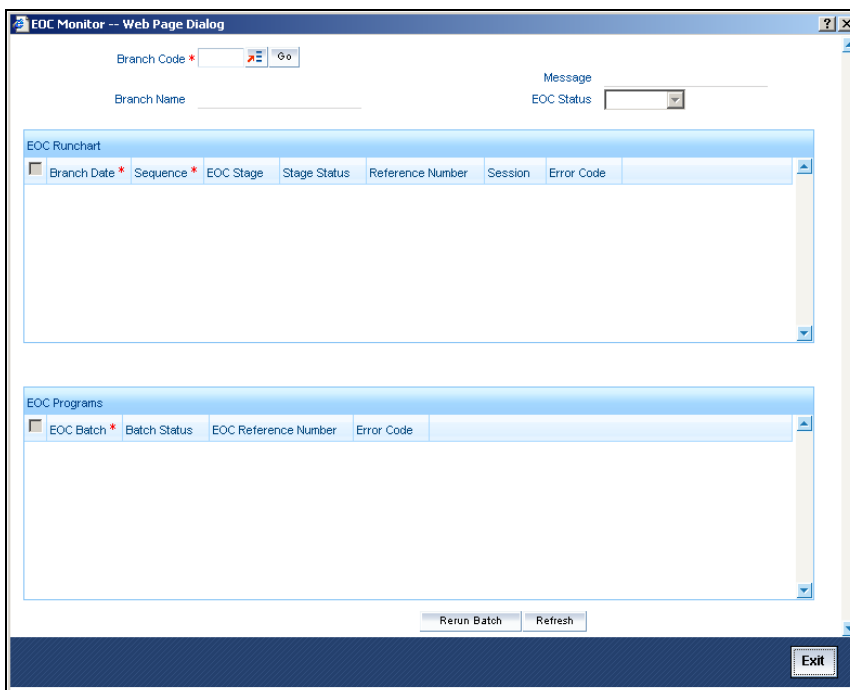 EOC Monitor -- Web Page Dialog
Branch Code * Go
Message
Branch Name EOC Status
EOC Runchart
Branch Date * Sequence * EOC Stage Stage Status Reference Number Session Error Code
EOC Programs
EOC Batch * Batch Status EOC Reference Number Error Code
Rerun Batch Refresh
Exit